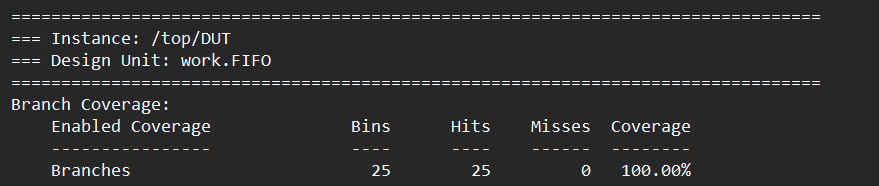 =================================================================================
=== Instance: /top/DUT
=== Design Unit: work.FIFO
=================================================================================
Branch Coverage:
    Enabled Coverage              Bins      Hits    Misses  Coverage
    ----------------              ----      ----    ------  --------
    Branches                        25        25         0   100.00%